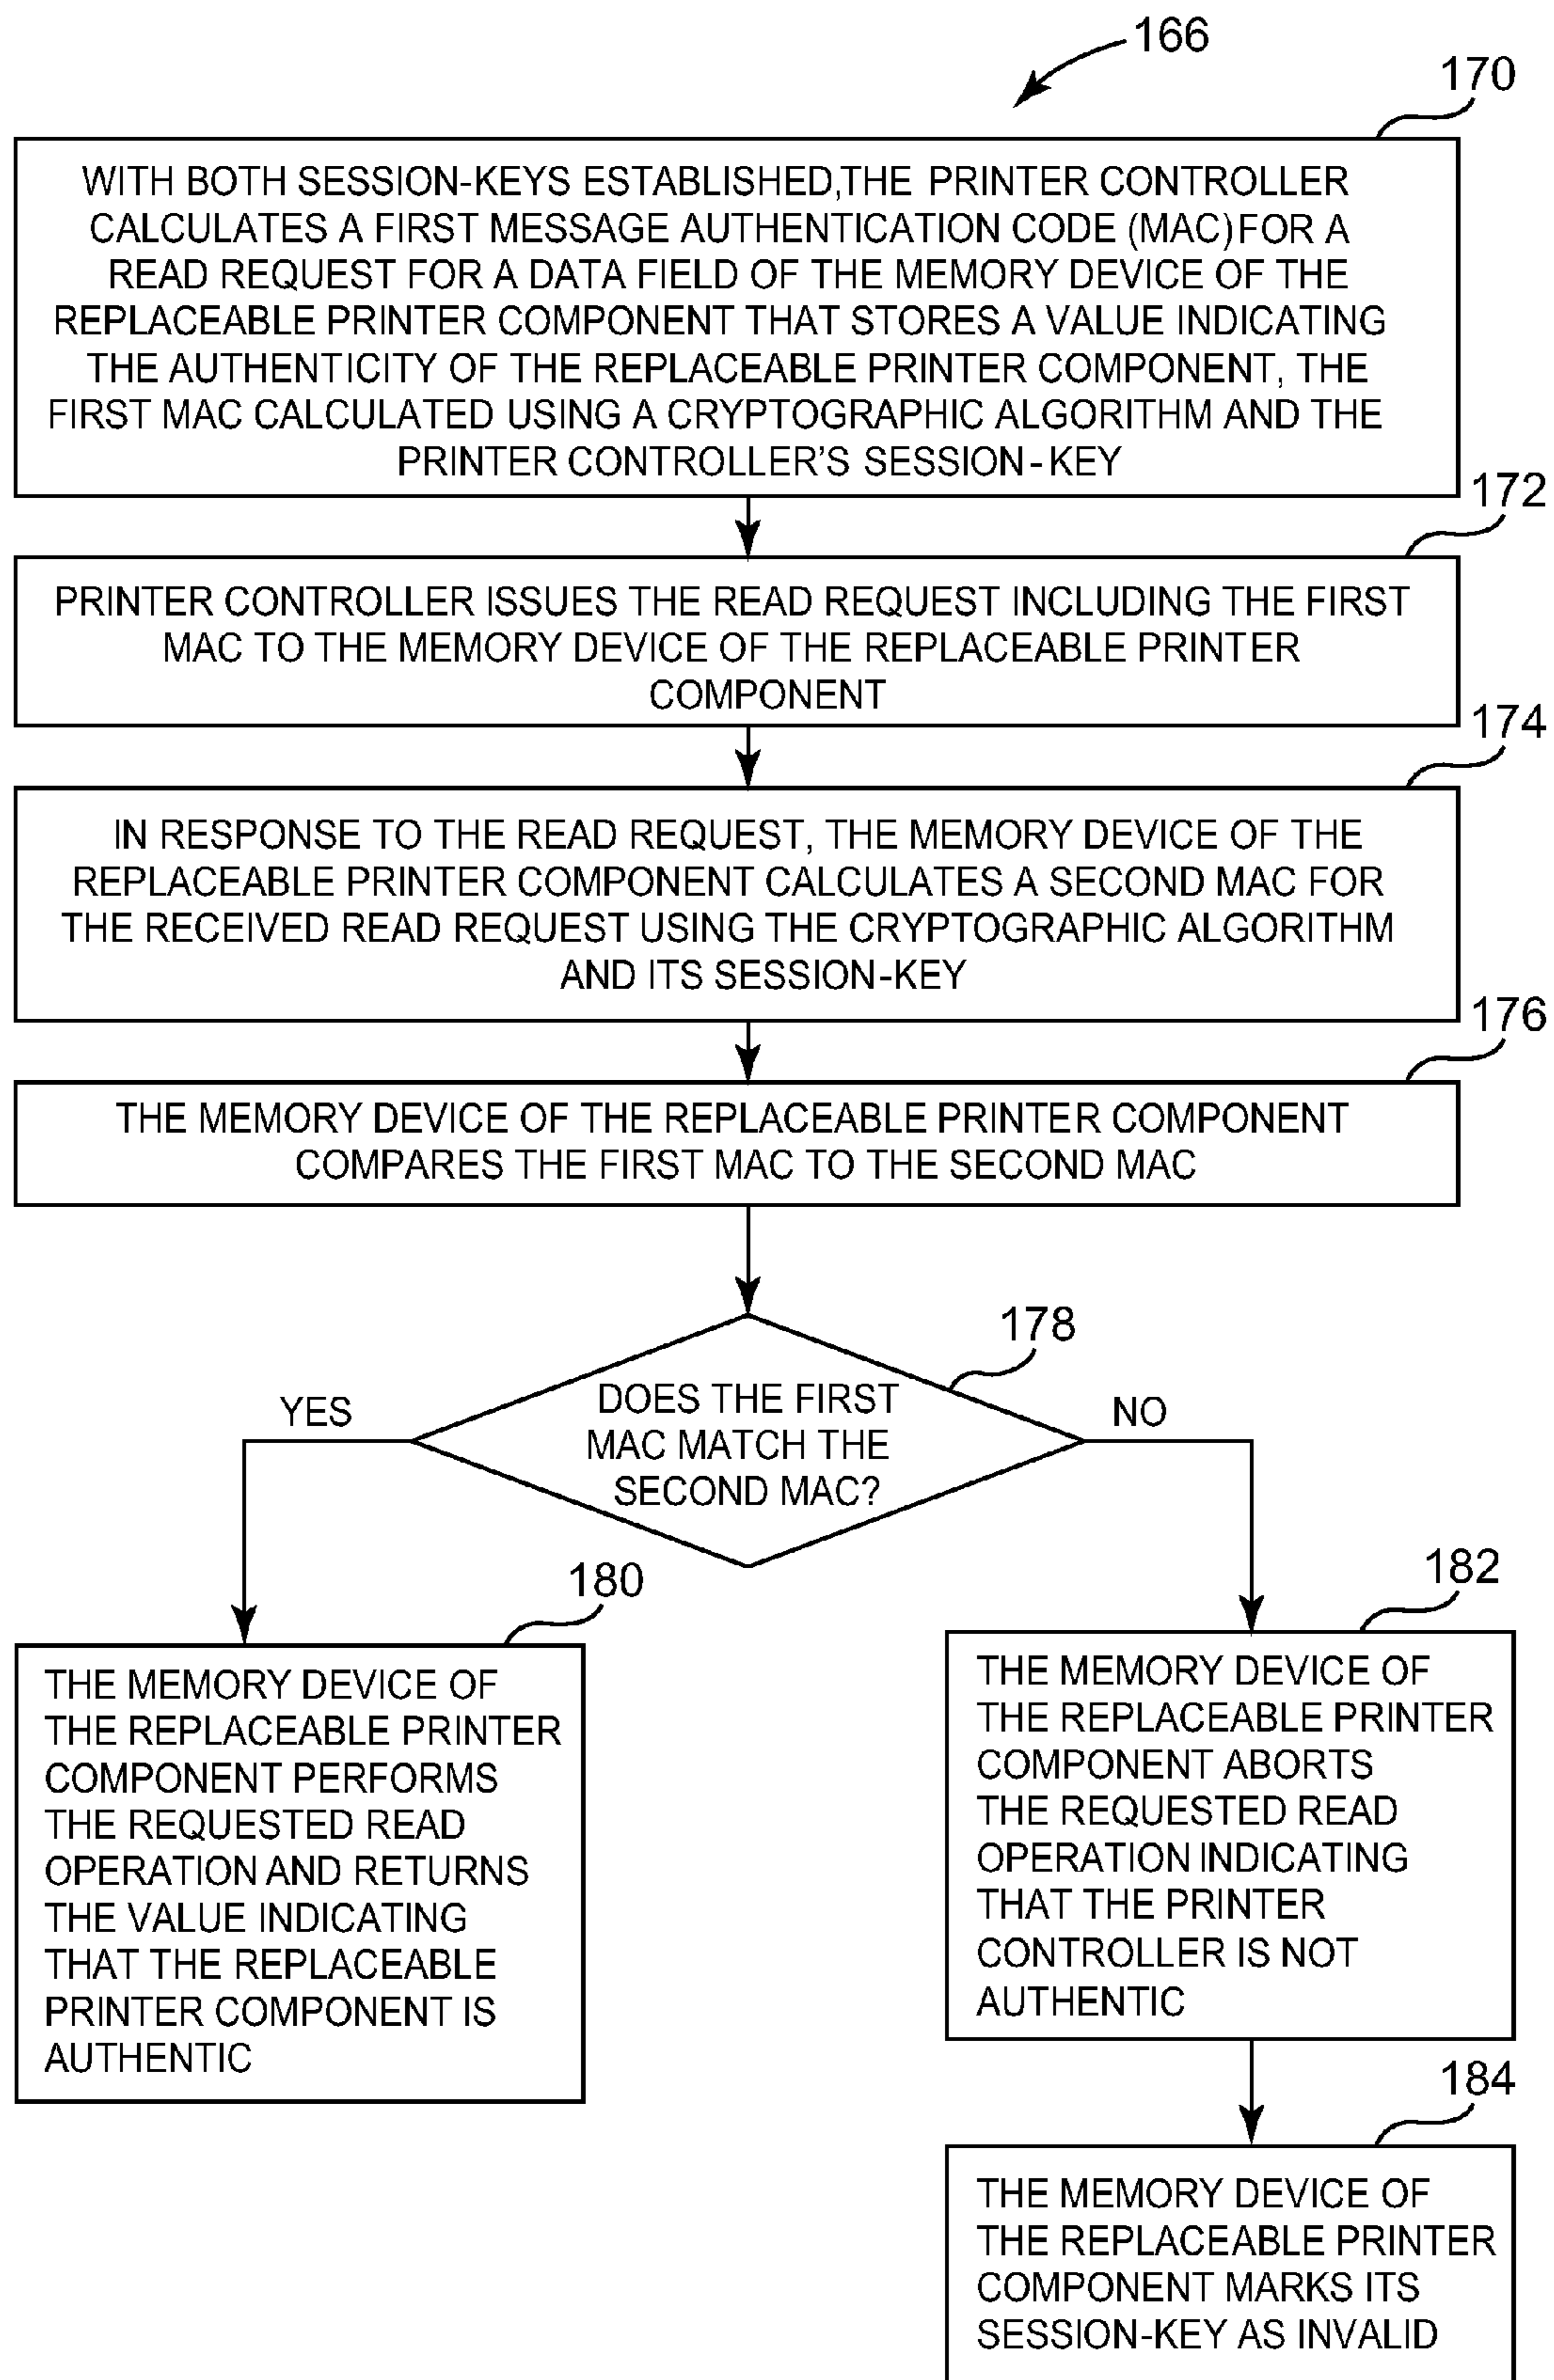 166
170
WITH BOTH SESSION-KEYS ESTABLISHED,THE PRINTER CONTROLLER
CALCULATES A FIRST MESSAGE AUTHENTICATION CODE (MAC) FOR A
READ REQUEST FOR A DATA FIELD OF THE MEMORY DEVICE OF THE
REPLACEABLE PRINTER COMPONENT THAT STORES A VALUE INDICATING
THE AUTHENTICITY OF THE REPLACEABLE PRINTER COMPONENT, THE
FIRST MAC CALCULATED USING A CRYPTOGRAPHIC ALGORITHM AND THE
PRINTER CONTROLLER'S SESSION-KEY
172
PRINTER CONTROLLER ISSUES THE READ REQUEST INCLUDING THE FIRST
MAC TO THE MEMORY DEVICE OF THE REPLACEABLE PRINTER
COMPONENT
174
IN RESPONSE TO THE READ REQUEST, THE MEMORY DEVICE OF THE
REPLACEABLE PRINTER COMPONENT CALCULATES A SECOND MAC FOR
THE RECEIVED READ REQUEST USING THE CRYPTOGRAPHIC ALGORITHM
AND ITS SESSION-KEY
176
THE MEMORY DEVICE OF THE REPLACEABLE PRINTER COMPONENT
COMPARES THE FIRST MAC TO THE SECOND MAC
178
DOES THE FIRST
MAC MATCH THE
SECOND MAC?
YES
NO
180
THE MEMORY DEVICE OF
THE REPLACEABLE PRINTER
COMPONENT PERFORMS
THE REQUESTED READ
OPERATION AND RETURNS
THE VALUE INDICATING
THAT THE REPLACEABLE
PRINTER COMPONENT IS
AUTHENTIC
182
THE MEMORY DEVICE OF
THE REPLACEABLE PRINTER
COMPONENT ABORTS
THE REQUESTED READ
OPERATION INDICATING
THAT THE PRINTER
CONTROLLER IS NOT
AUTHENTIC
184
THE MEMORY DEVICE OF
THE REPLACEABLE PRINTER
COMPONENT MARKS ITS
SESSION-KEY AS INVALID